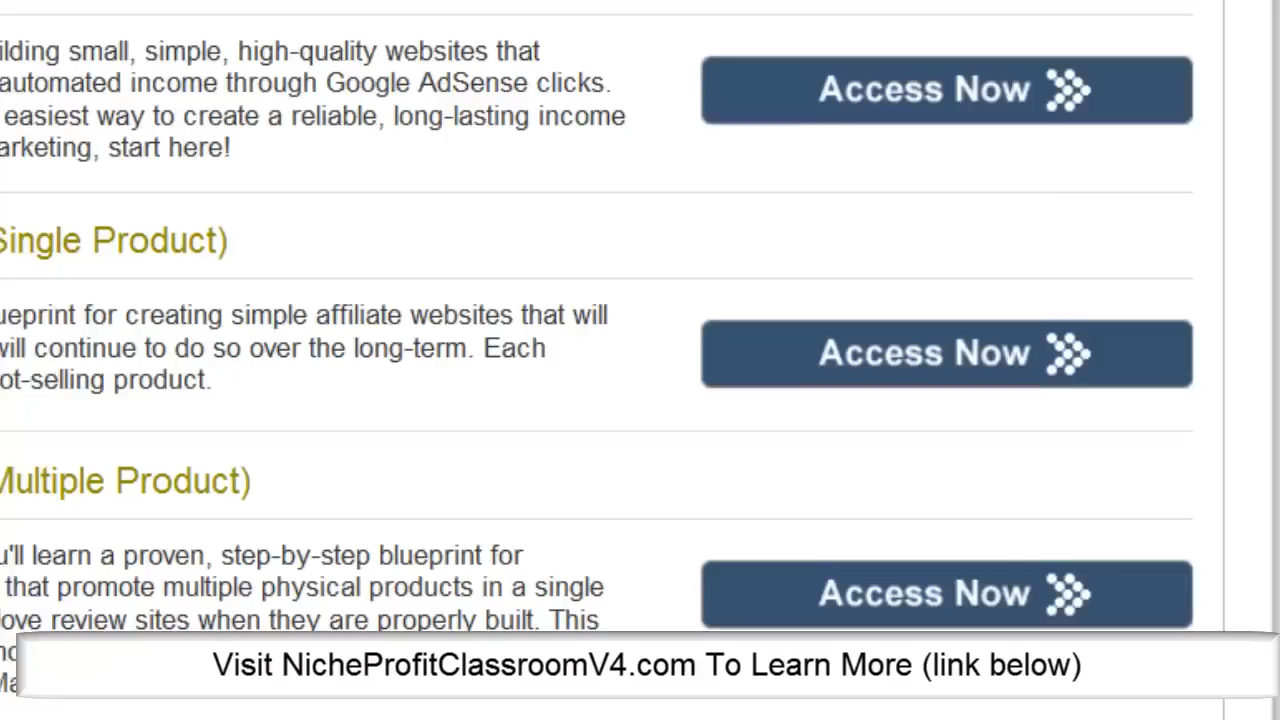 ilding small, simple, high-quality websites that
automated income through Google AdSense clicks.
easiest way to create a reliable, long-lasting income
arketing, start here!
Access Now
Single Product)
ueprint for creating simple affiliate websites that will
will continue to do so over the long-term. Each
ot-selling product.
Access Now
Multiple Product)
u'll learn a proven, step-by-step blueprint for
that promote multiple physical products in a single
love review sites when they are properly built. This
Access Now
Visit NicheProfitClassroomV4.com To Learn More (link below)